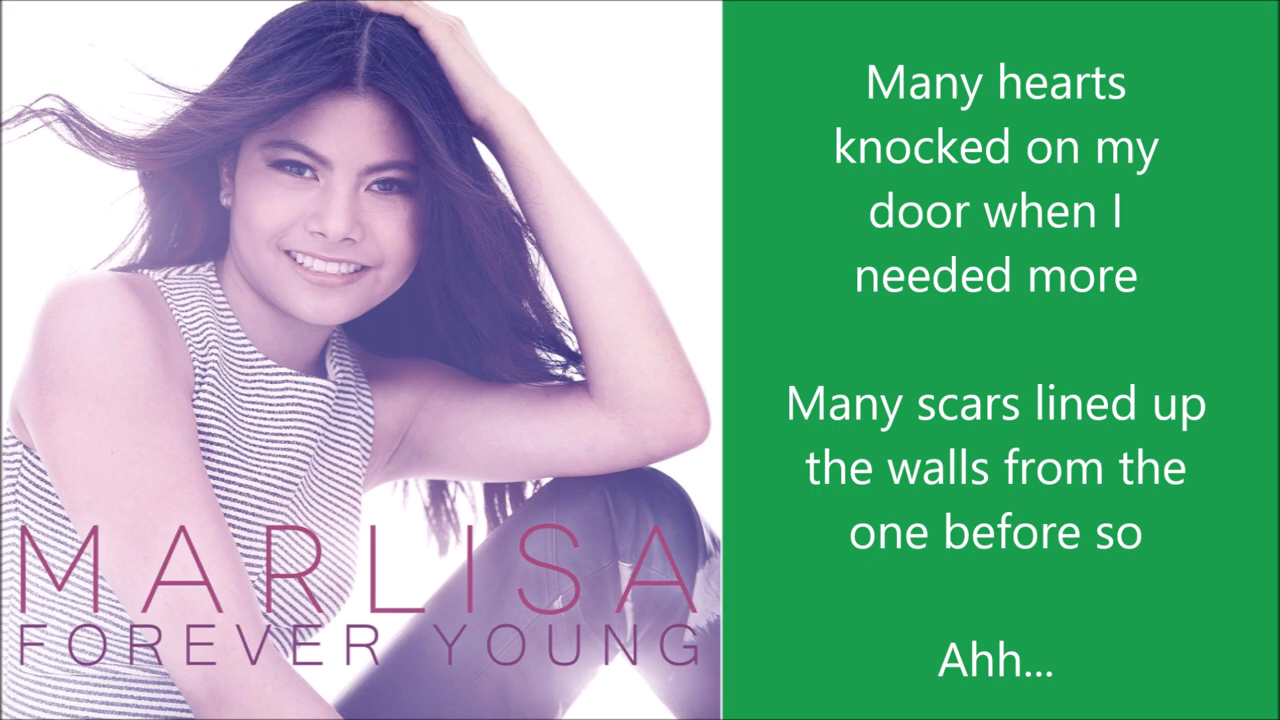 MARLISA
FOREVER YOUNG
Many hearts
knocked on my
door when I
needed more
Many scars lined up
the walls from the
one before so
Ahh...